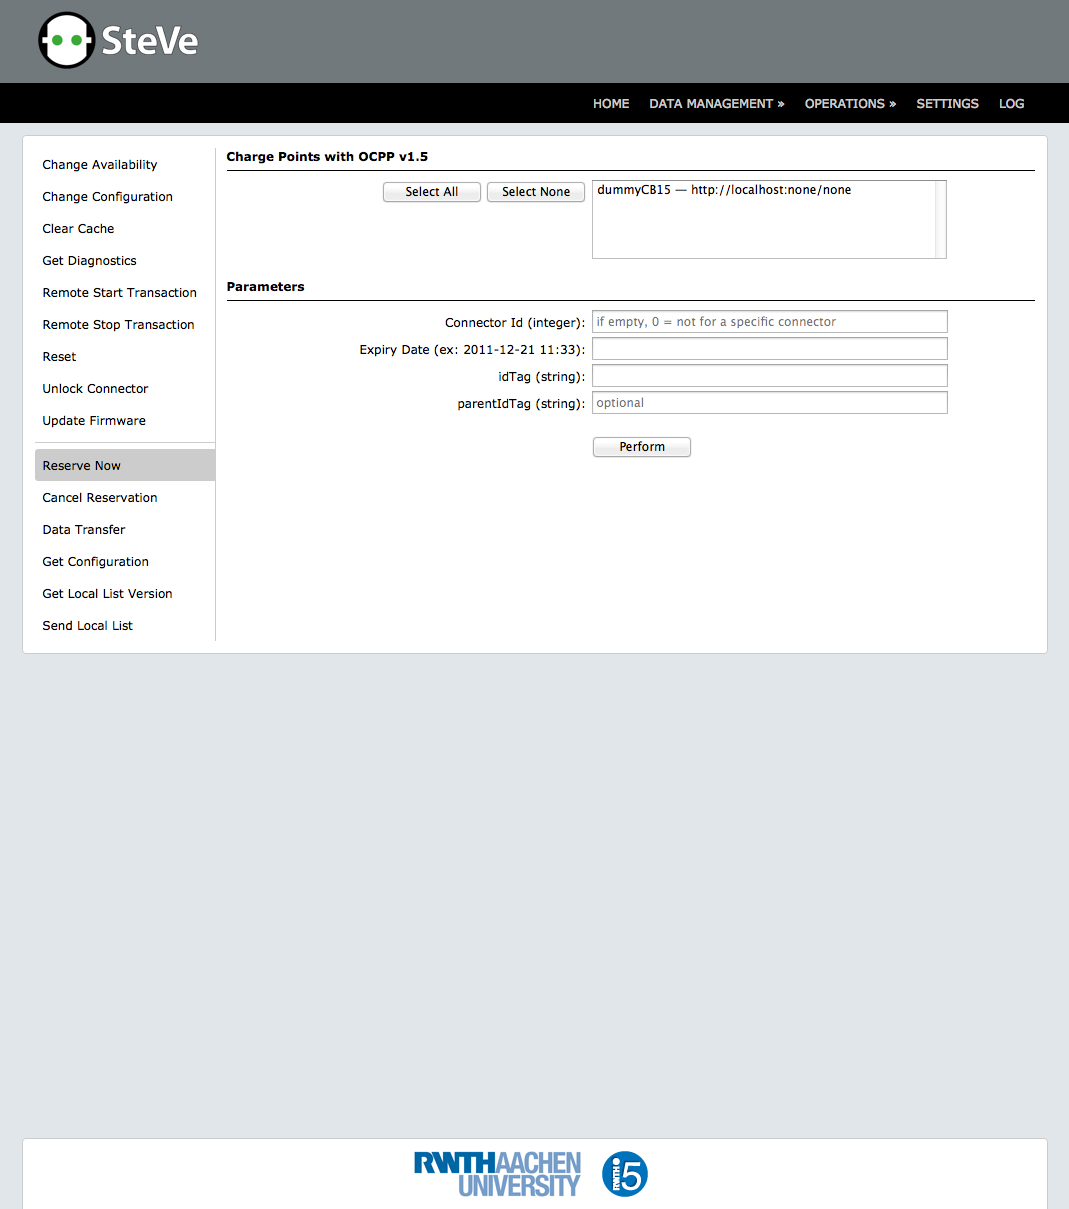 SteVe
HOME DATA MANAGEMENT » OPERATIONS » SETTINGS LOG
Change Availability
Change Configuration
Clear Cache
Get Diagnostics
Remote Start Transaction
Remote Stop Transaction
Reset
Unlock Connector
Update Firmware
Reserve Now
Cancel Reservation
Data Transfer
Get Configuration
Get Local List Version
Send Local List
Charge Points with OCPP v1.5
Select All Select None dummyCB15 — http://localhost:none/none
Parameters
Connector Id (integer): if empty, 0 = not for a specific connector
Expiry Date (ex: 2011-12-21 11:33):
idTag (string):
parentIdTag (string): optional
Perform
RWTH AACHEN
UNIVERSITY
RWTH i5